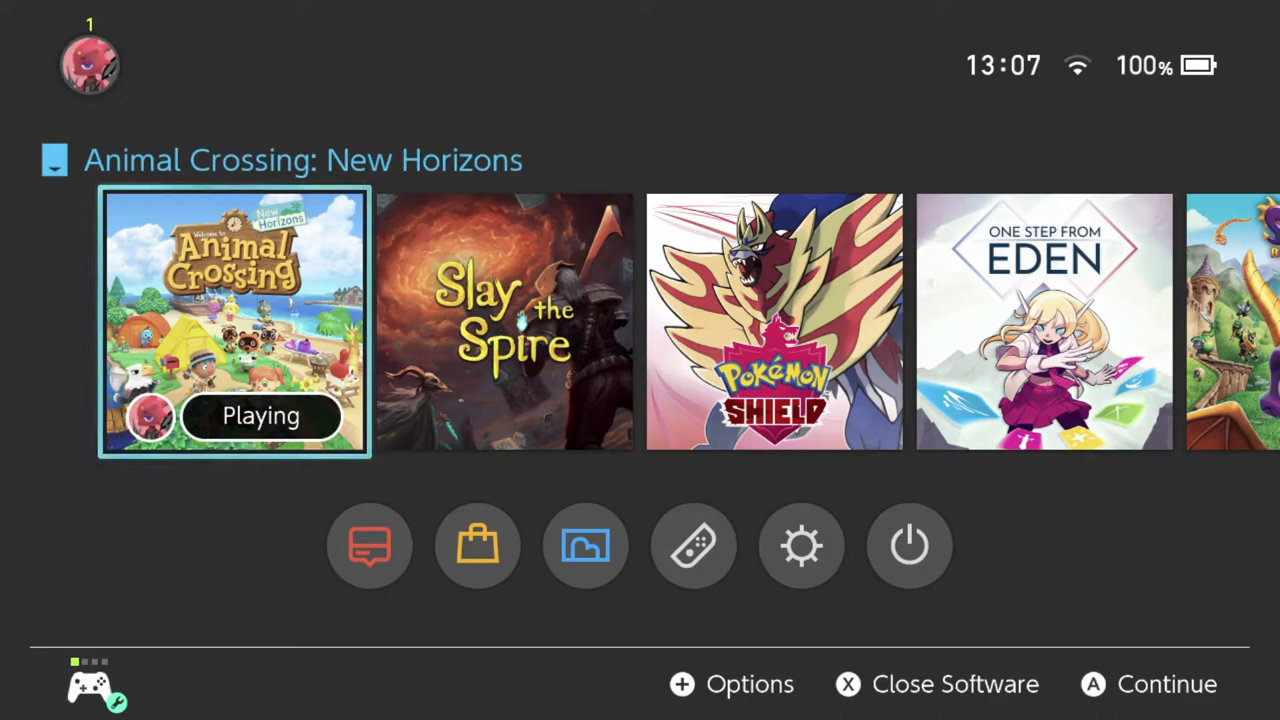 1
13:07
100%
Animal Crossing: New Horizons
New
Horizons
Welcome to
Animal
Crossing
Playing
Slay
the
Spire
POKéMON
SHIELD
ONE STEP FROM
EDEN
+ Options
X Close Software
A Continue